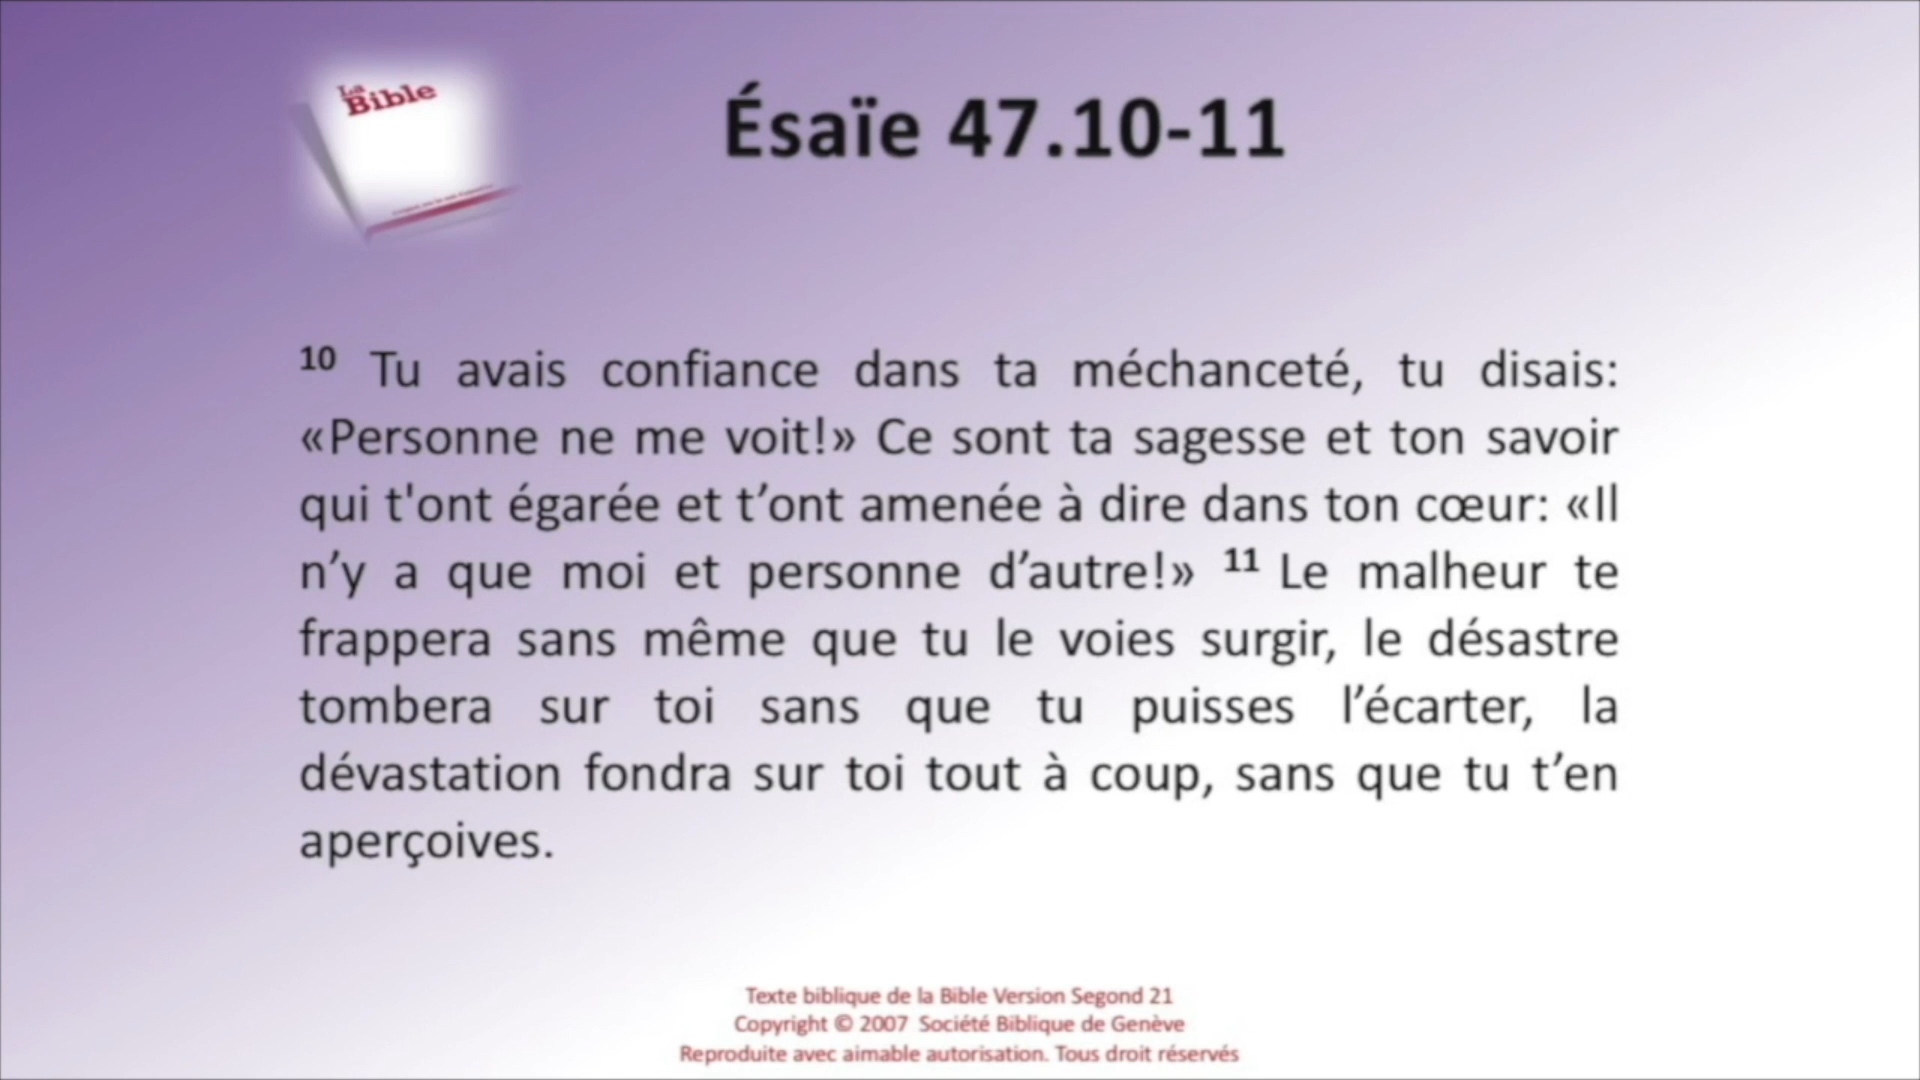 La
Bible
Ésaïe 47.10-11
10 Tu avais confiance dans ta méchanceté, tu disais:
«Personne ne me voit!» Ce sont ta sagesse et ton savoir
qui t'ont égarée et t’ont amenée à dire dans ton cœur: «Il
n’y a que moi et personne d’autre!» 11 Le malheur te
frappera sans même que tu le voies surgir, le désastre
tombera sur toi sans que tu puisses l’écarter, la
dévastation fondra sur toi tout à coup, sans que tu t’en
aperçoives.
Texte biblique de la Bible Version Segond 21
Copyright © 2007 Société Biblique de Genève
Reproduite avec aimable autorisation. Tous droit réservés